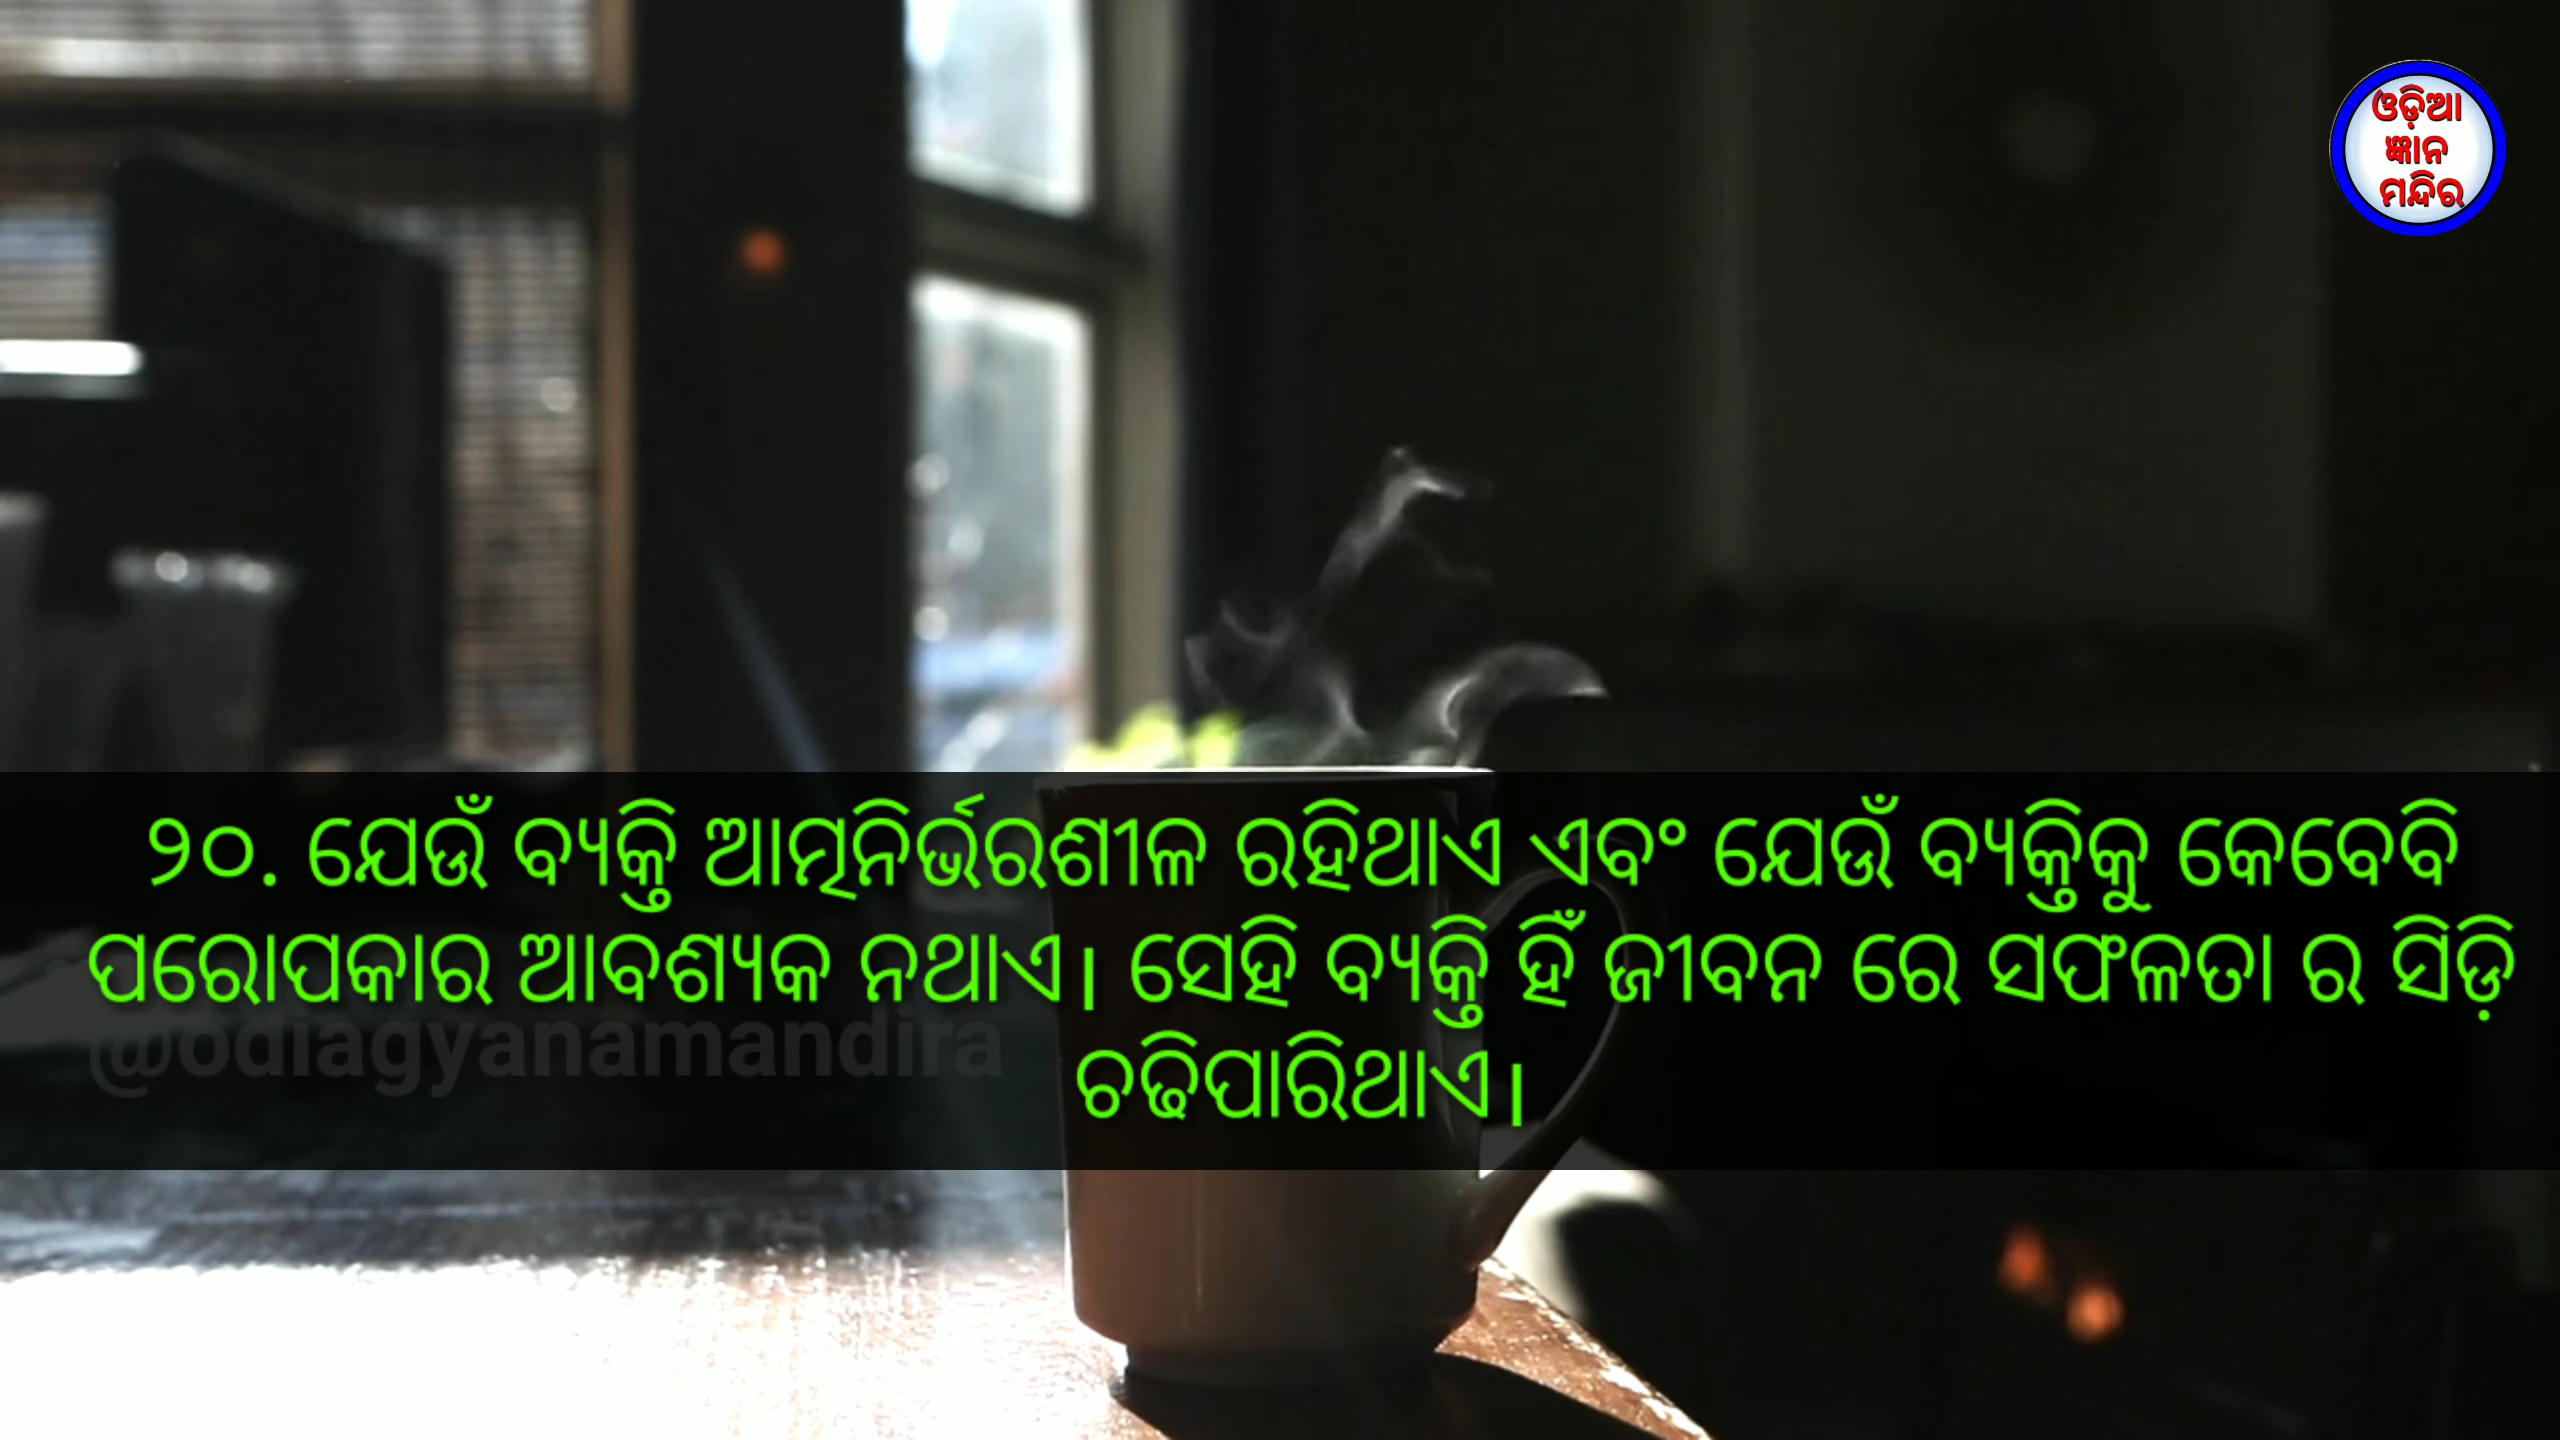 ଓଡ଼ିଆ
ଜ୍ଞାନ
ମନ୍ଦିର
୨୦. ଯେଉଁ ବ୍ୟକ୍ତି ଆତ୍ମନିର୍ଭରଶୀଳ ରହିଥାଏ ଏବଂ ଯେଉଁ ବ୍ୟକ୍ତିକୁ କେବେବି
ପରୋପକାର ଆବଶ୍ୟକ ନଥାଏ। ସେହି ବ୍ୟକ୍ତି ହିଁ ଜୀବନ ରେ ସଫଳତା ର ସିଡ଼ି
@odiagyanamandira
ଚଢିପାରିଥାଏ।